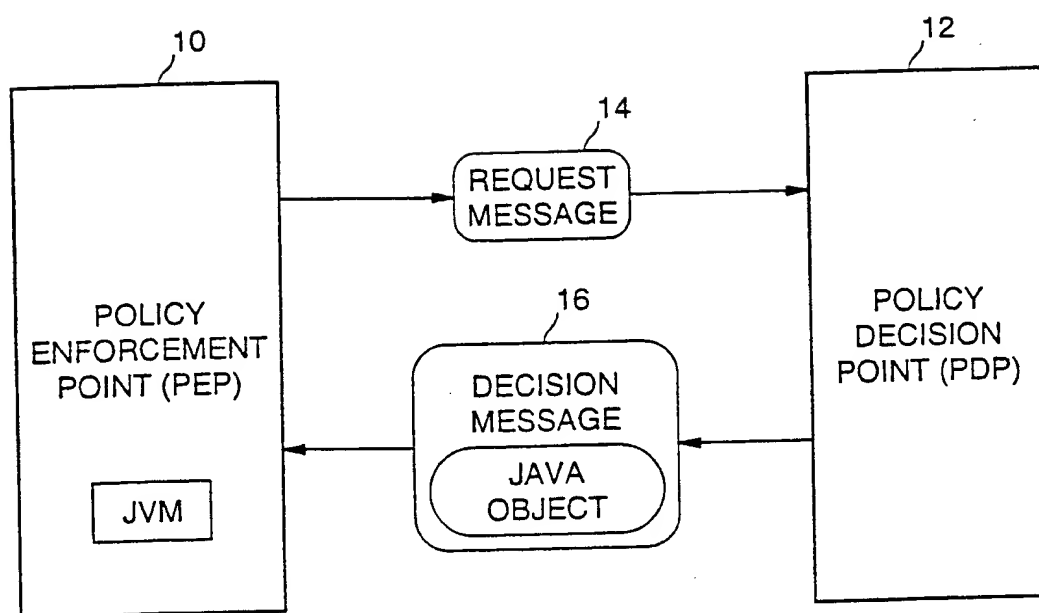 10
12
14
REQUEST
MESSAGE
POLICY
ENFORCEMENT
POINT (PEP)
JVM
16
DECISION
MESSAGE
JAVA
OBJECT
POLICY
DECISION
POINT (PDP)